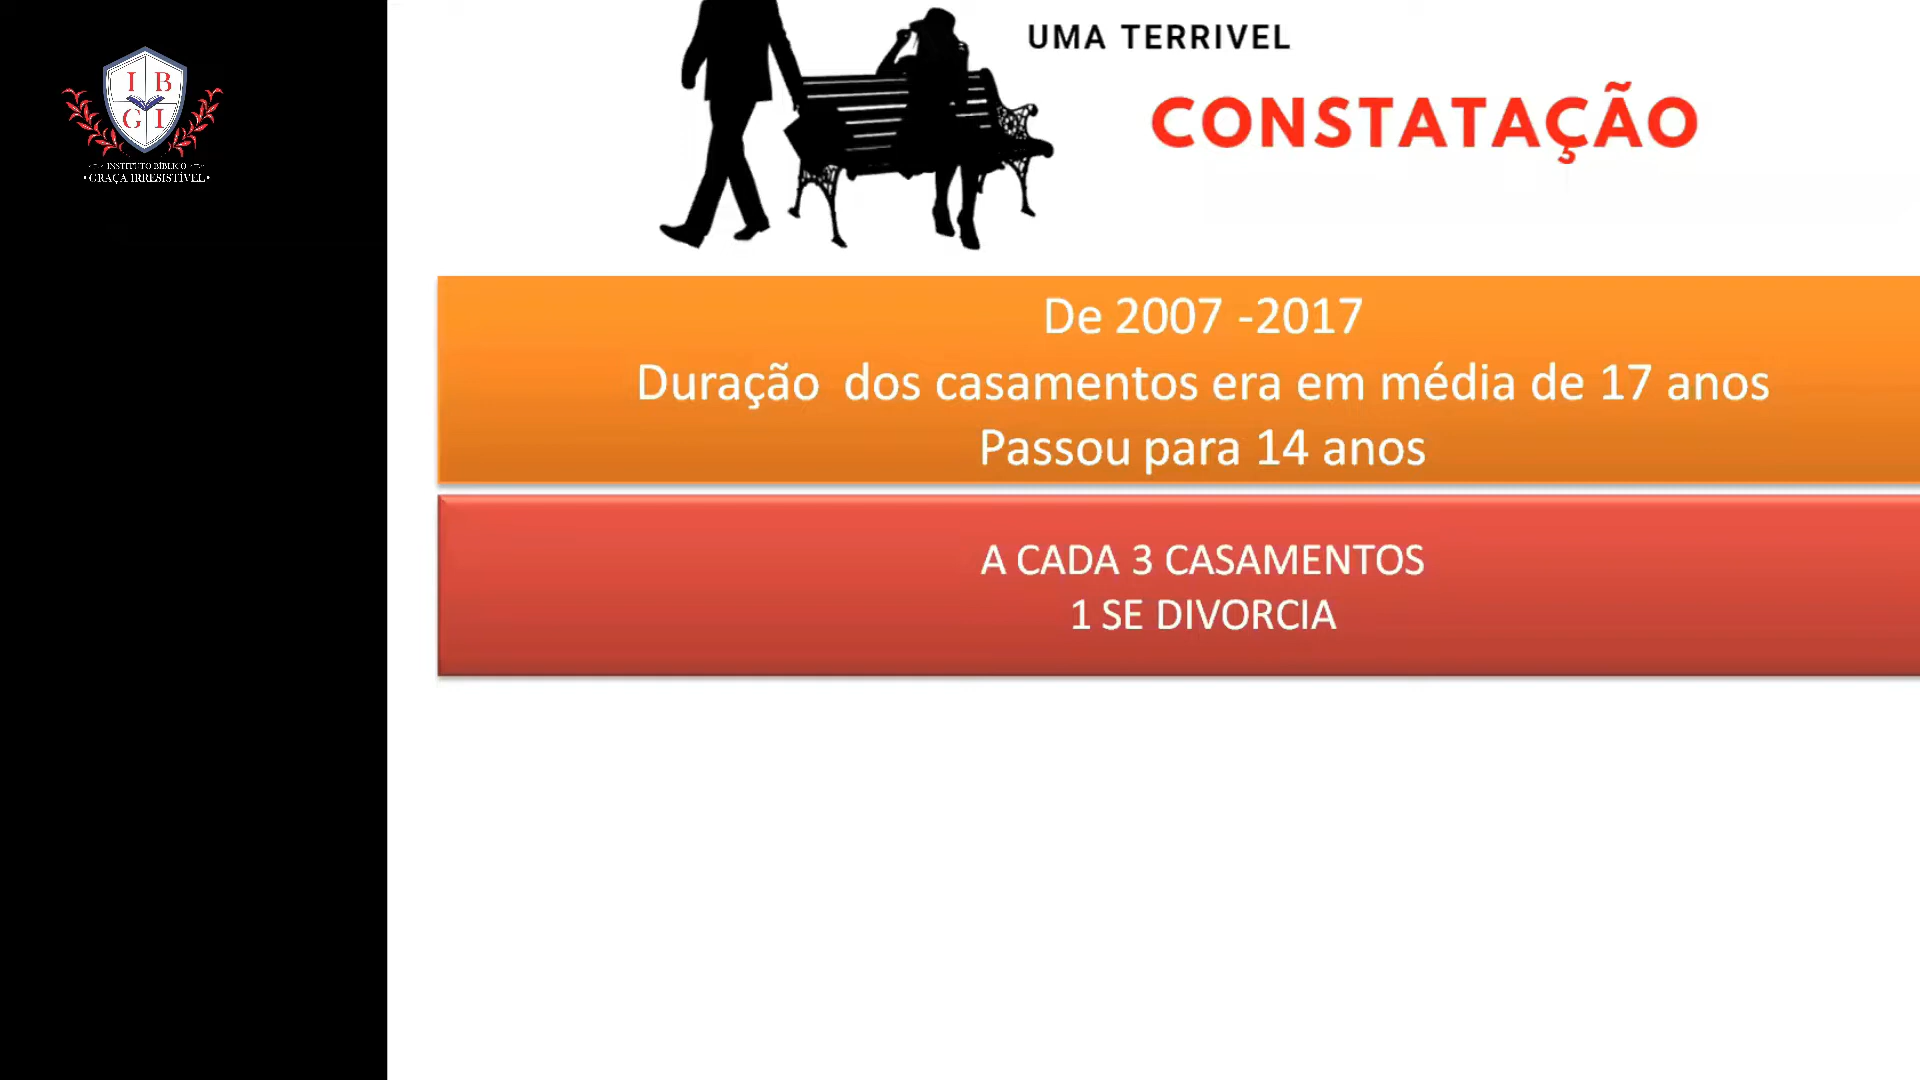 I B
G I
INSTITUTO BÍBLICO
•GRAÇA IRRESISTÍVEL•
UMA TERRIVEL
CONSTATAÇÃO
De 2007 -2017
Duração  dos casamentos era em média de 17 anos
Passou para 14 anos
A CADA 3 CASAMENTOS
1 SE DIVORCIA